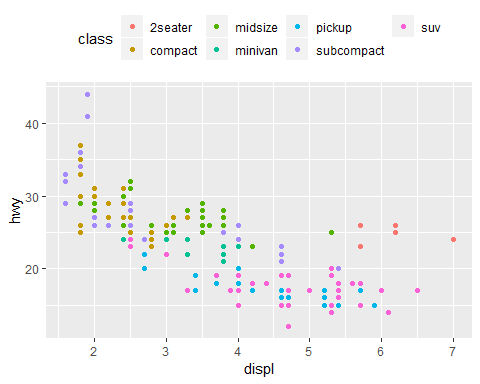 class
2seater midsize pickup suv
compact minivan subcompact
40
30
20
hwy
2 3 4 5 6 7
displ